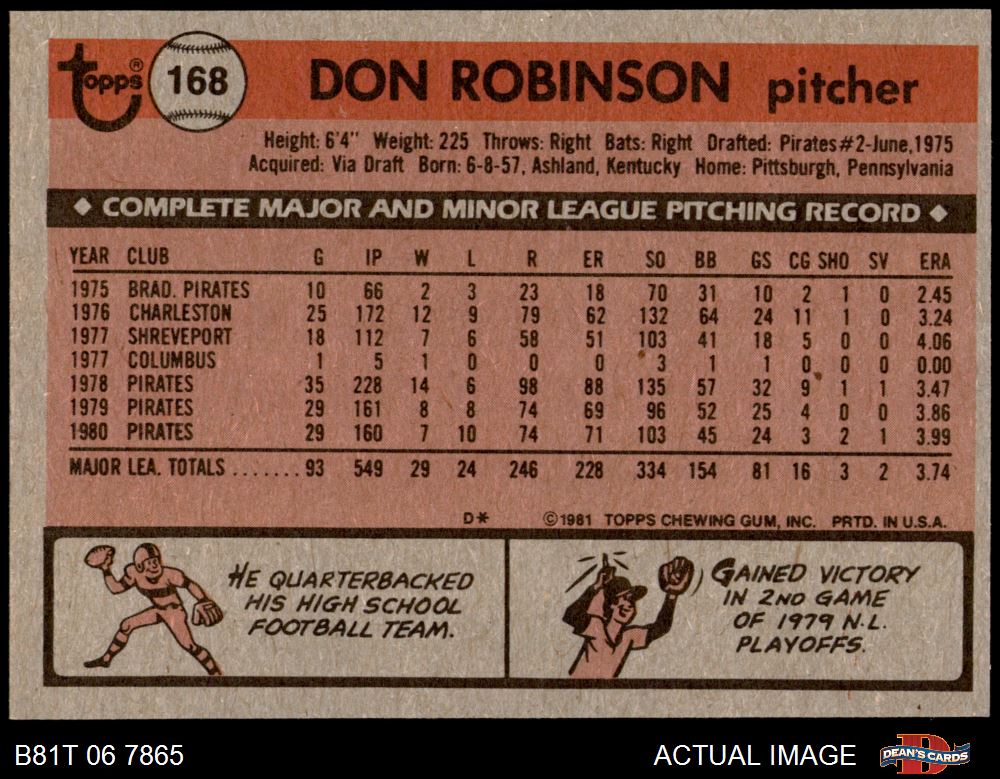 Topps® 168 DON ROBINSON pitcher
Height: 6'4" Weight: 225 Throws: Right Bats: Right Drafted: Pirates#2-June,1975
Acquired: Via Draft Born: 6-8-57, Ashland, Kentucky Home: Pittsburgh, Pennsylvania
◆ COMPLETE MAJOR AND MINOR LEAGUE PITCHING RECORD ◆
YEAR CLUB G IP W L R ER SO BB GS CG SHO SV ERA
1975 BRAD. PIRATES 10 66 2 3 23 18 70 31 10 2 1 0 2.45
1976 CHARLESTON 25 172 12 9 79 62 132 64 24 11 1 0 3.24
1977 SHREVEPORT 18 112 7 6 58 51 103 41 18 5 0 0 4.06
1977 COLUMBUS 1 5 1 0 0 0 3 1 1 0 0 0 0.00
1978 PIRATES 35 228 14 6 98 88 135 57 32 9 1 1 3.47
1979 PIRATES 29 161 8 8 74 69 96 52 25 4 0 0 3.86
1980 PIRATES 29 160 7 10 74 71 103 45 24 3 2 1 3.99
MAJOR LEA. TOTALS ....... 93 549 29 24 246 228 334 154 81 16 3 2 3.74
D* ©1981 TOPPS CHEWING GUM, INC. PRTD. IN U.S.A.
HE QUARTERBACKED
HIS HIGH SCHOOL
FOOTBALL TEAM.
GAINED VICTORY
IN 2ND GAME
OF 1979 N.L.
PLAYOFFS.
B81T 06 7865 ACTUAL IMAGE DEAN'S CARDS